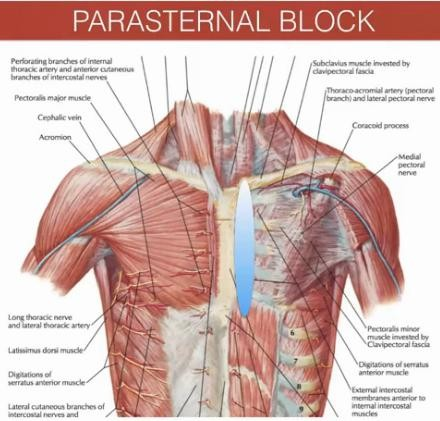 PARASTERNAL BLOCK
Perforating branches of internal
thoracic artery and anterior cutaneous
branches of intercostal nerves
Pectoralis major muscle
Cephalic vein
Acromion
Long thoracic nerve
and lateral thoracic artery
Latissimus dorsi muscle
Digitations of
serratus anterior muscle
Lateral cutaneous branches of
intercostal nerves and
Subclavius muscle invested by
clavipectoral fascia
Thoraco-acromial artery (pectoral
branch) and lateral pectoral nerve
Coracoid process
Medial
pectoral
nerve
Pectoralis minor
muscle invested by
Clavipectoral fascia
Digitations of
serratus anterior muscle
External intercostal
membranes anterior to
internal intercostal
muscles
6
7
8
9